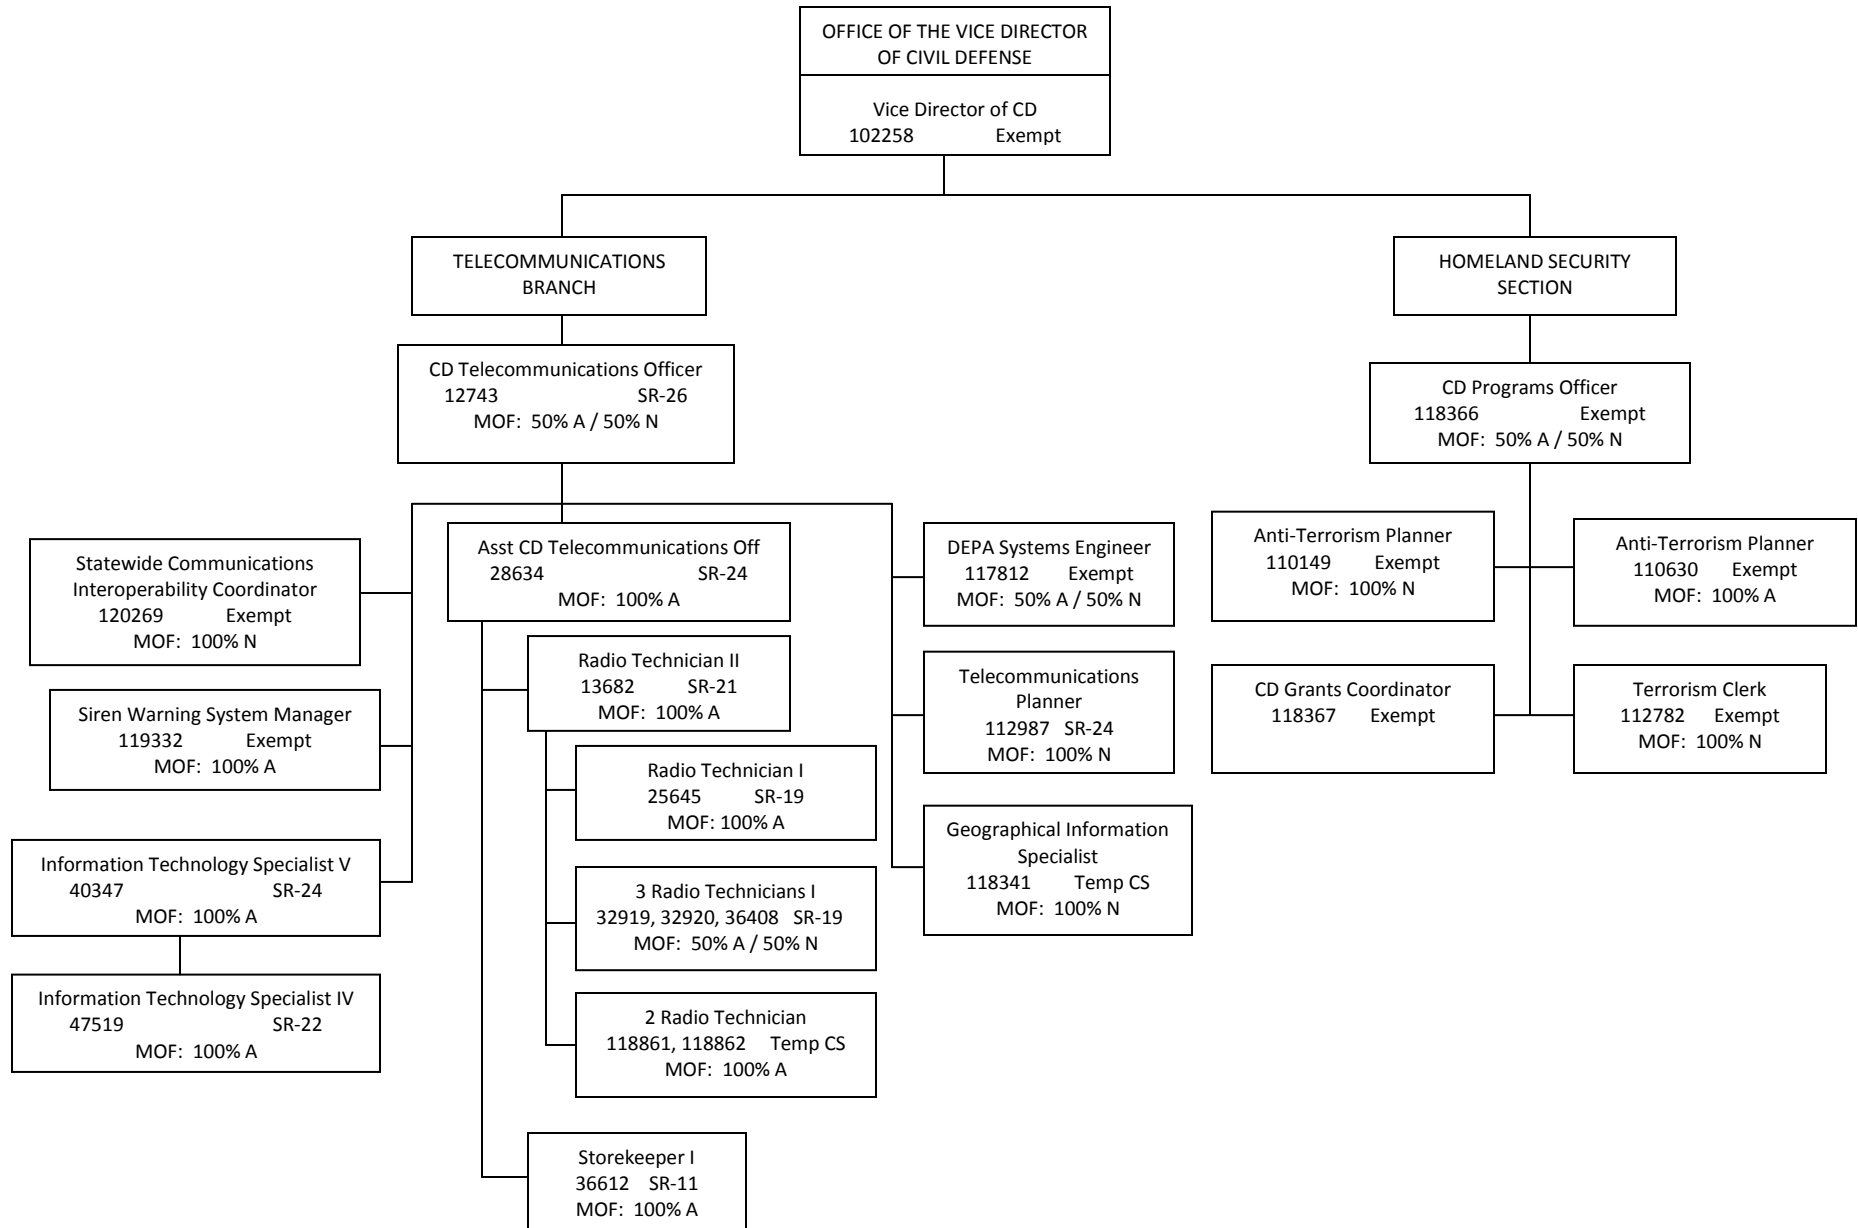 OFFICE OF THE VICE DIRECTOR
OF CIVIL DEFENSE
Vice Director of CD
102258 Exempt
TELECOMMUNICATIONS
BRANCH
CD Telecommunications Officer
12743 SR-26
MOF: 50% A / 50% N
Statewide Communications
Interoperability Coordinator
120269 Exempt
MOF: 100% N
Siren Warning System Manager
119332 Exempt
MOF: 100% A
Information Technology Specialist V
40347 SR-24
MOF: 100% A
Information Technology Specialist IV
47519 SR-22
MOF: 100% A
Asst CD Telecommunications Off
28634 SR-24
MOF: 100% A
Radio Technician II
13682 SR-21
MOF: 100% A
Radio Technician I
25645 SR-19
MOF: 100% A
3 Radio Technicians I
32919, 32920, 36408 SR-19
MOF: 50% A / 50% N
2 Radio Technician
118861, 118862 Temp CS
MOF: 100% A
Storekeeper I
36612 SR-11
MOF: 100% A
DEPA Systems Engineer
117812 Exempt
MOF: 50% A / 50% N
Telecommunications
Planner
112987 SR-24
MOF: 100% N
Geographical Information
Specialist
118341 Temp CS
MOF: 100% N
HOMELAND SECURITY
SECTION
CD Programs Officer
118366 Exempt
MOF: 50% A / 50% N
Anti-Terrorism Planner
110149 Exempt
MOF: 100% N
Anti-Terrorism Planner
110630 Exempt
MOF: 100% A
CD Grants Coordinator
118367 Exempt
Terrorism Clerk
112782 Exempt
MOF: 100% N